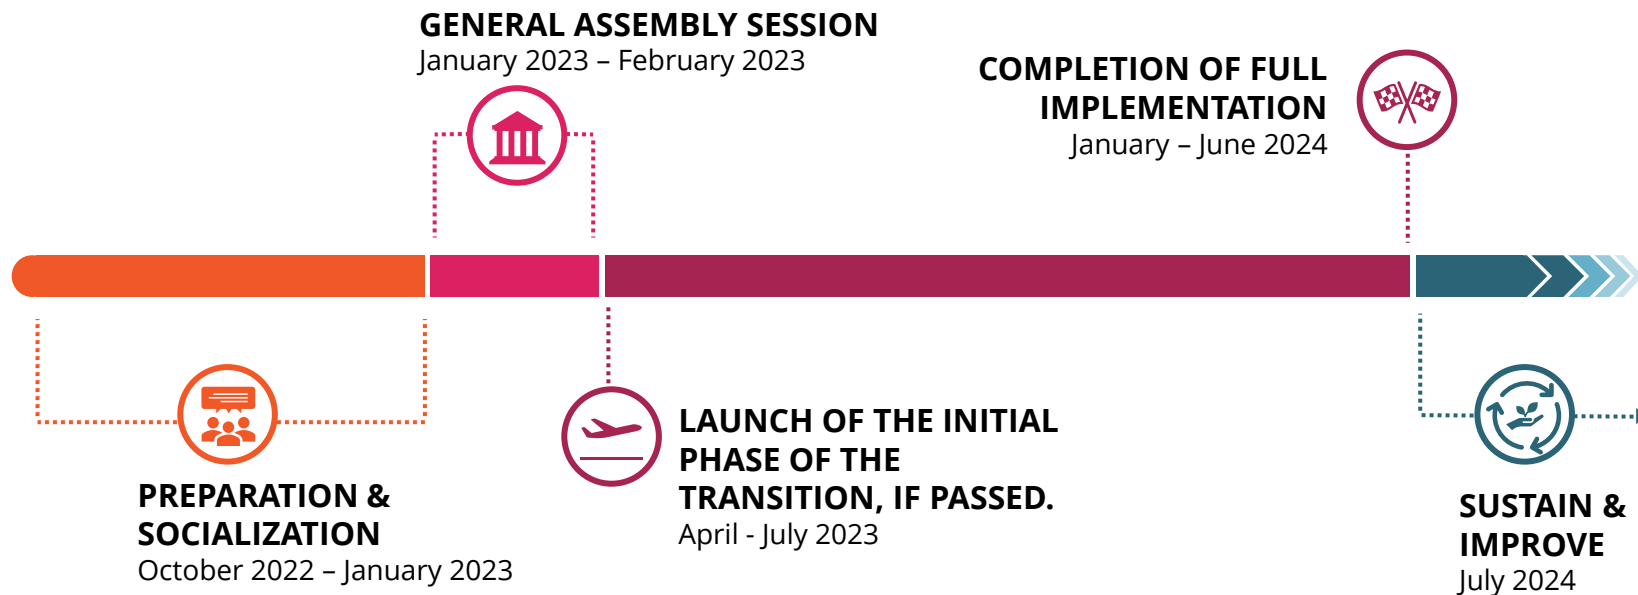 GENERAL ASSEMBLY SESSION
January 2023 – February 2023
COMPLETION OF FULL
IMPLEMENTATION
January – June 2024
PREPARATION &
SOCIALIZATION
October 2022 – January 2023
LAUNCH OF THE INITIAL
PHASE OF THE
TRANSITION, IF PASSED.
April - July 2023
SUSTAIN &
IMPROVE
July 2024